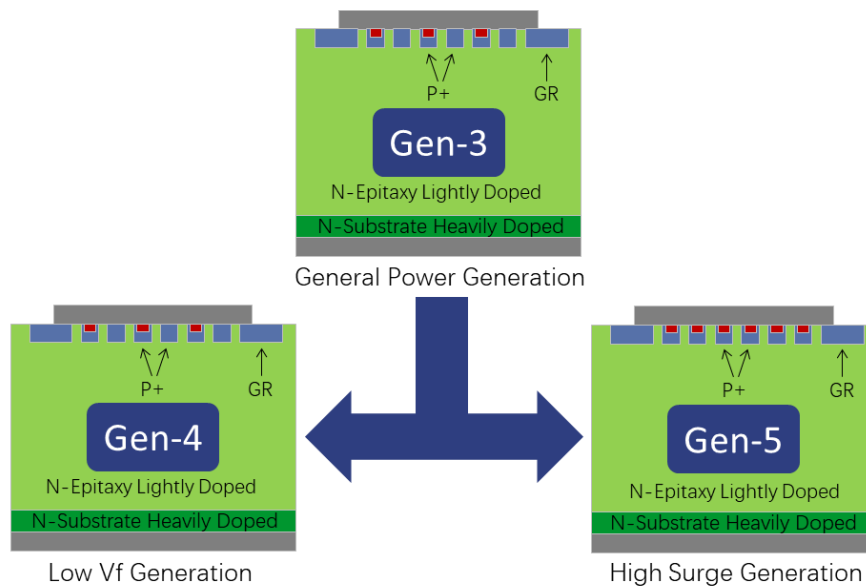 P+
GR
Gen-3
N-Epitaxy Lightly Doped
N-Substrate Heavily Doped
General Power Generation
P+
GR
Gen-4
N-Epitaxy Lightly Doped
N-Substrate Heavily Doped
Low Vf Generation
P+
GR
Gen-5
N-Epitaxy Lightly Doped
N-Substrate Heavily Doped
High Surge Generation